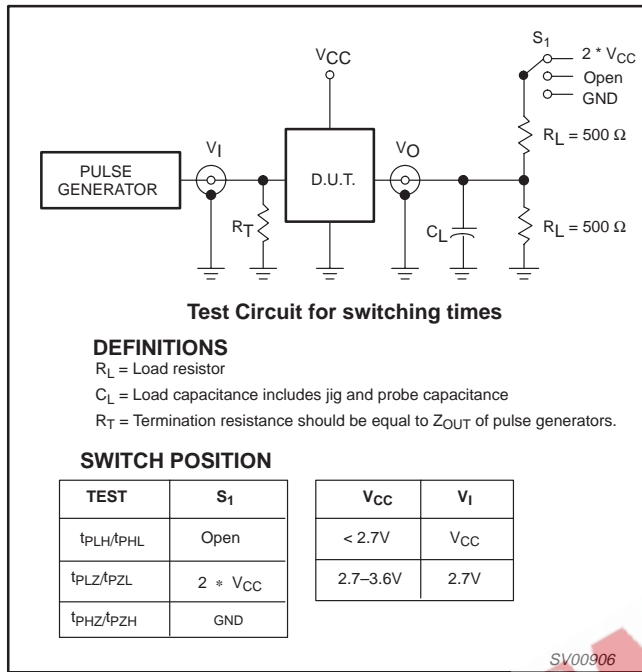 S1
2 * VCC
Open
GND
VCC
RL = 500 Ω
VI
VO
PULSE
GENERATOR
D.U.T.
RT
CL
RL = 500 Ω
Test Circuit for switching times
DEFINITIONS
RL = Load resistor
CL = Load capacitance includes jig and probe capacitance
RT = Termination resistance should be equal to ZOUT of pulse generators.
SWITCH POSITION
TEST S1
tPLH/tPHL Open
tPLZ/tPZL 2 * VCC
tPHZ/tPZH GND
VCC VI
< 2.7V VCC
2.7–3.6V 2.7V
SV00906